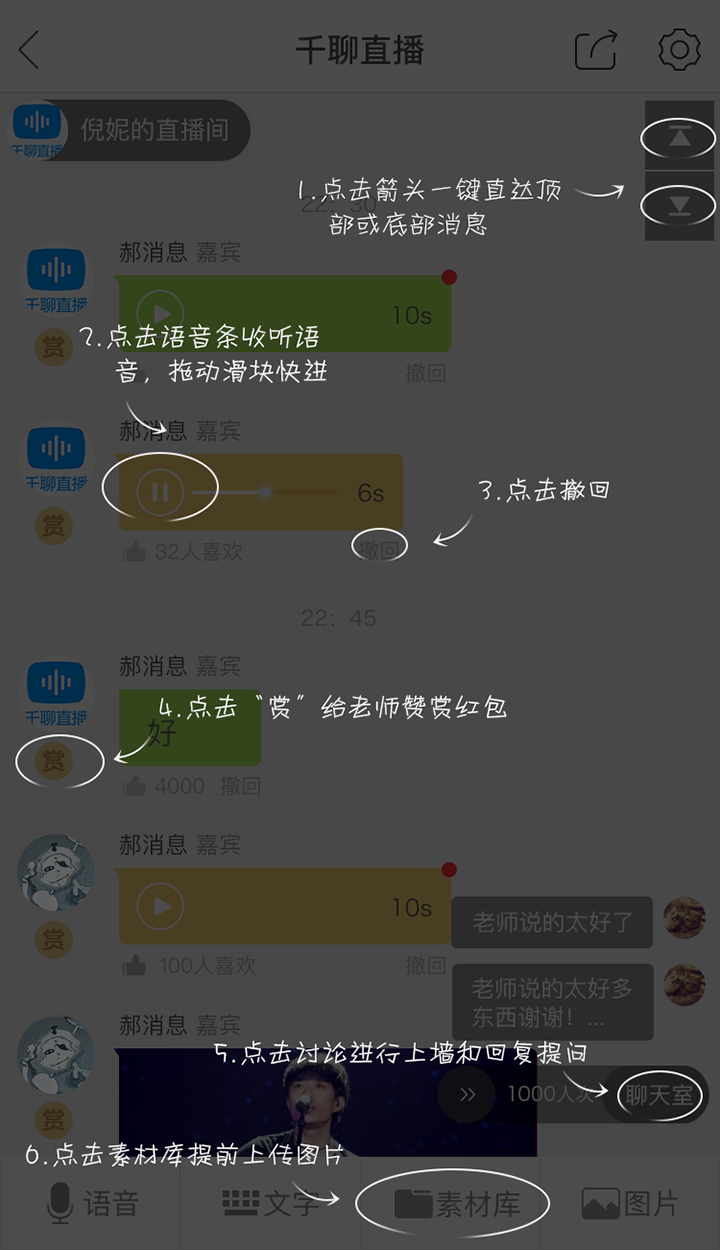 千聊直播
千聊直播
倪妮的直播间
22：30
1.点击箭头一键直达顶
部或底部消息
郝消息 嘉宾
千聊直播
10s
赏
2.点击语音条收听语
音，拖动滑块快进
撤回
郝消息 嘉宾
千聊直播
6s
3.点击撤回
赏
32人喜欢
撤回
22：45
郝消息 嘉宾
千聊直播
4.点击“赏”给老师赞赏红包
好
赏
4000 撤回
郝消息 嘉宾
10s
老师说的太好了
赏
100人喜欢
撤回
老师说的太好多
东西谢谢！...
郝消息 嘉宾
5.点击讨论进行上墙和回复提问
1000人次
聊天室
赏
6.点击素材库提前上传图片
语音
文字
素材库
图片